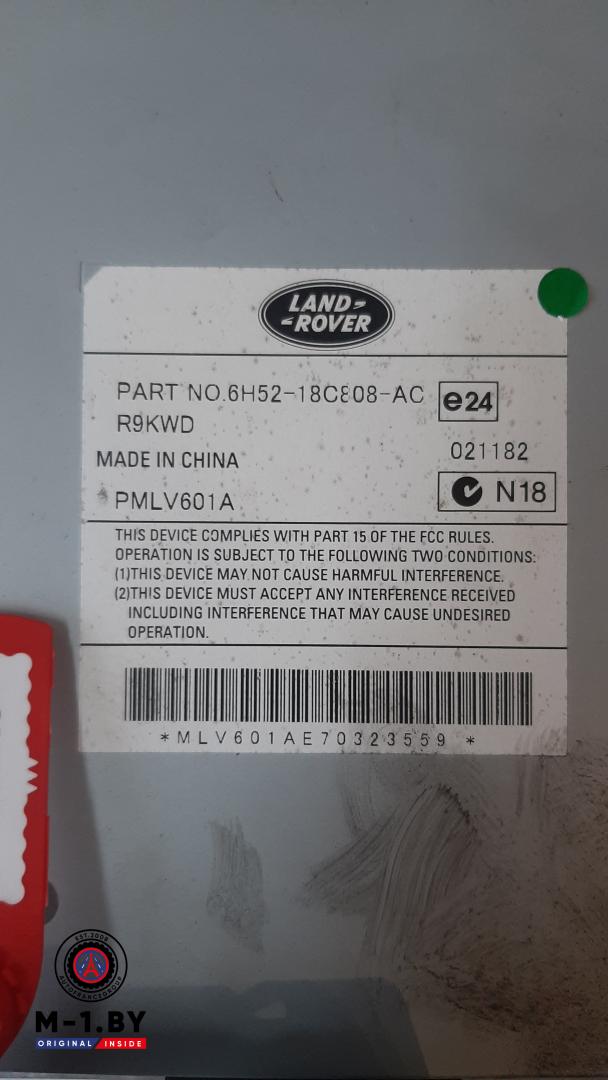 LAND-
-ROVER
PART NO.6H52-18C808-AC
e24
R9KWD
021182
MADE IN CHINA
N18
PMLV601A
THIS DEVICE COMPLIES WITH PART 15 OF THE FCC RULES.
OPERATION IS SUBJECT TO THE FOLLOWING TWO CONDITIONS:
(1)THIS DEVICE MAY NOT CAUSE HARMFUL INTERFERENCE.
(2)THIS DEVICE MUST ACCEPT ANY INTERFERENCE RECEIVED
INCLUDING INTERFERENCE THAT MAY CAUSE UNDESIRED
OPERATION.
*MLV601AE70323559 *
EST.2008
AUTOFRANCEGROUP
M-1.BY
ORIGINAL INSIDE